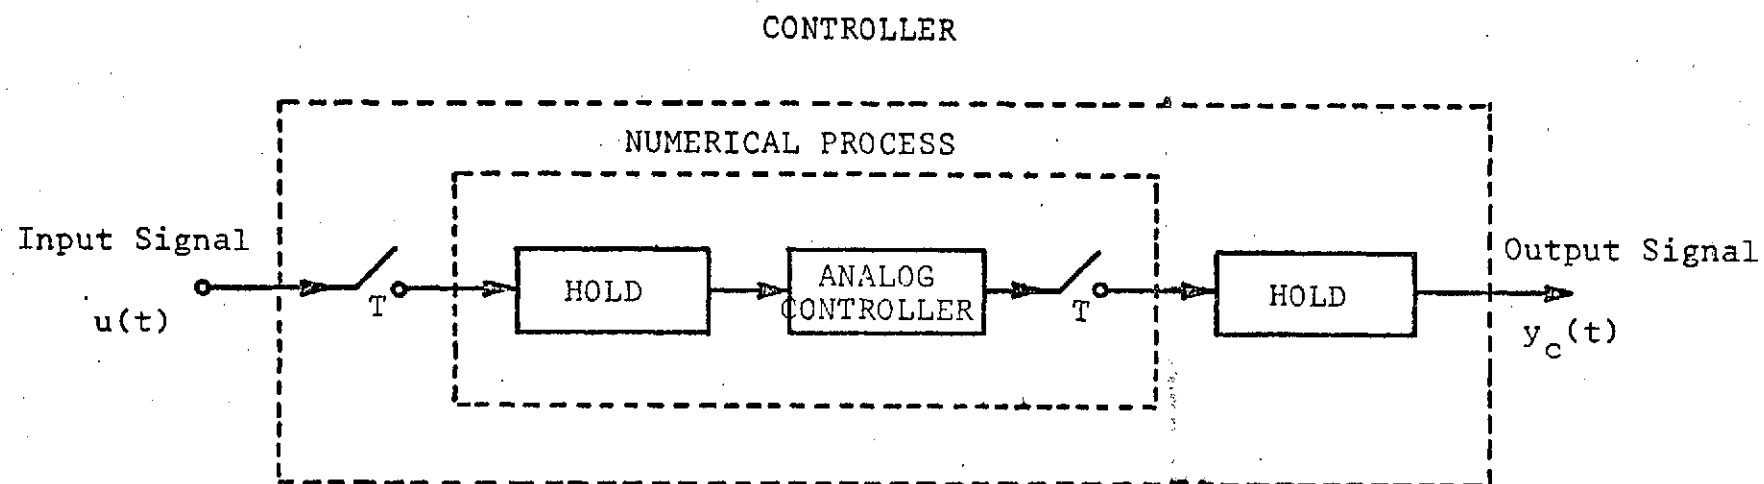 CONTROLLER
NUMERICAL PROCESS
Input Signal
u(t)
T
HOLD
ANALOG
CONTROLLER
T
HOLD
Output Signal
y_c(t)